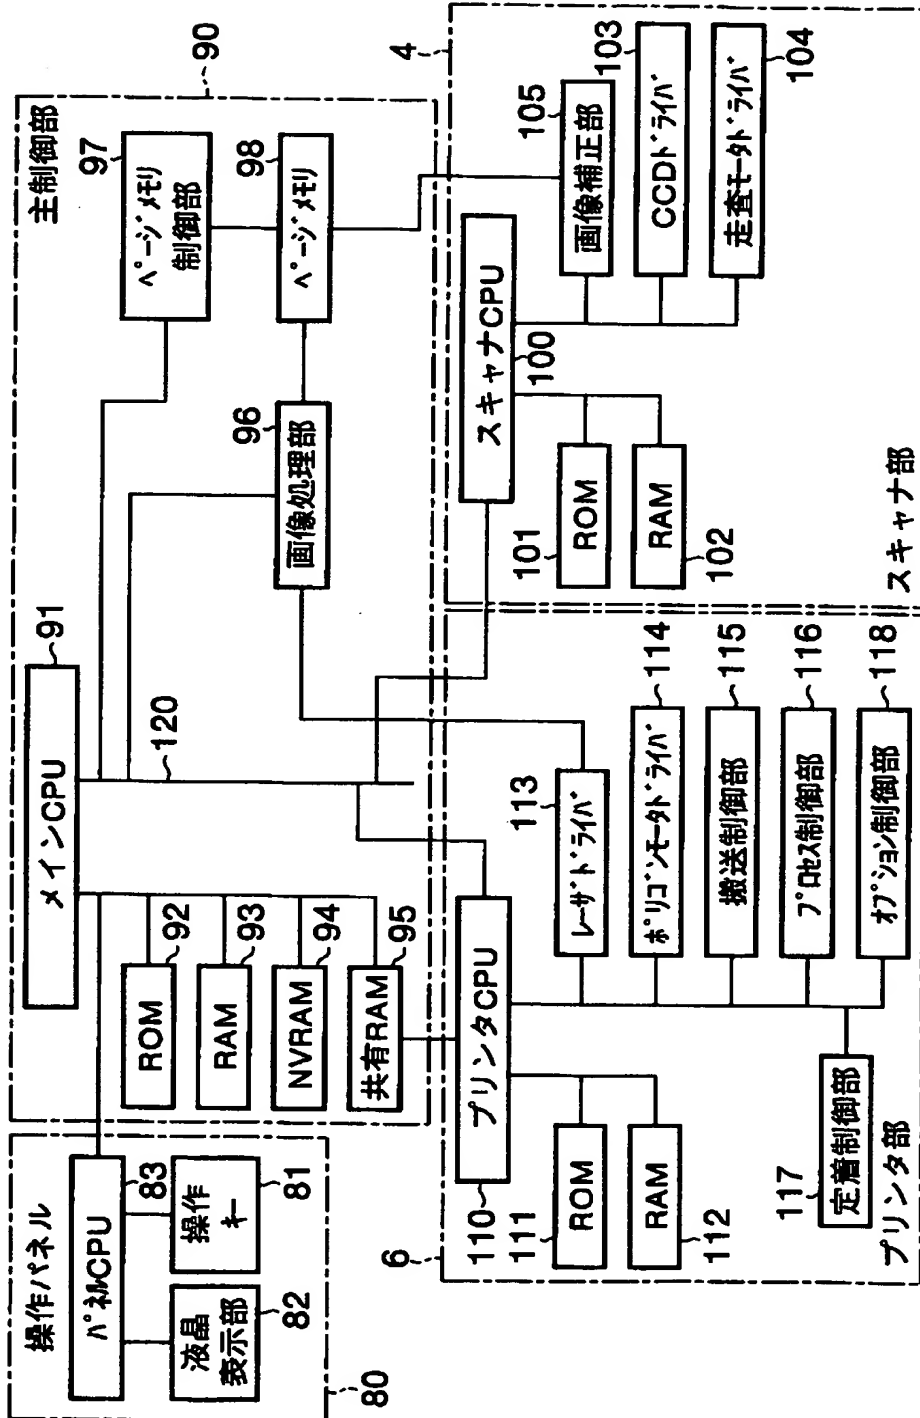 操作パネル
パネルCPU
83
液晶
表示部
82
操作
キー
81
80
主制御部
90
メインCPU
91
ROM
92
RAM
93
NVRAM
94
共有RAM
95
120
画像処理部
96
ページメモリ
制御部
97
ページメモリ
98
6
プリンタCPU
110
ROM
111
RAM
112
レーザドライバ
113
ポリゴンモータドライバ
114
搬送制御部
115
プロセス制御部
116
定着制御部
117
オプション制御部
118
プリンタ部
4
スキャナCPU
100
ROM
101
RAM
102
画像補正部
105
CCDドライバ
103
走査モータドライバ
104
スキャナ部